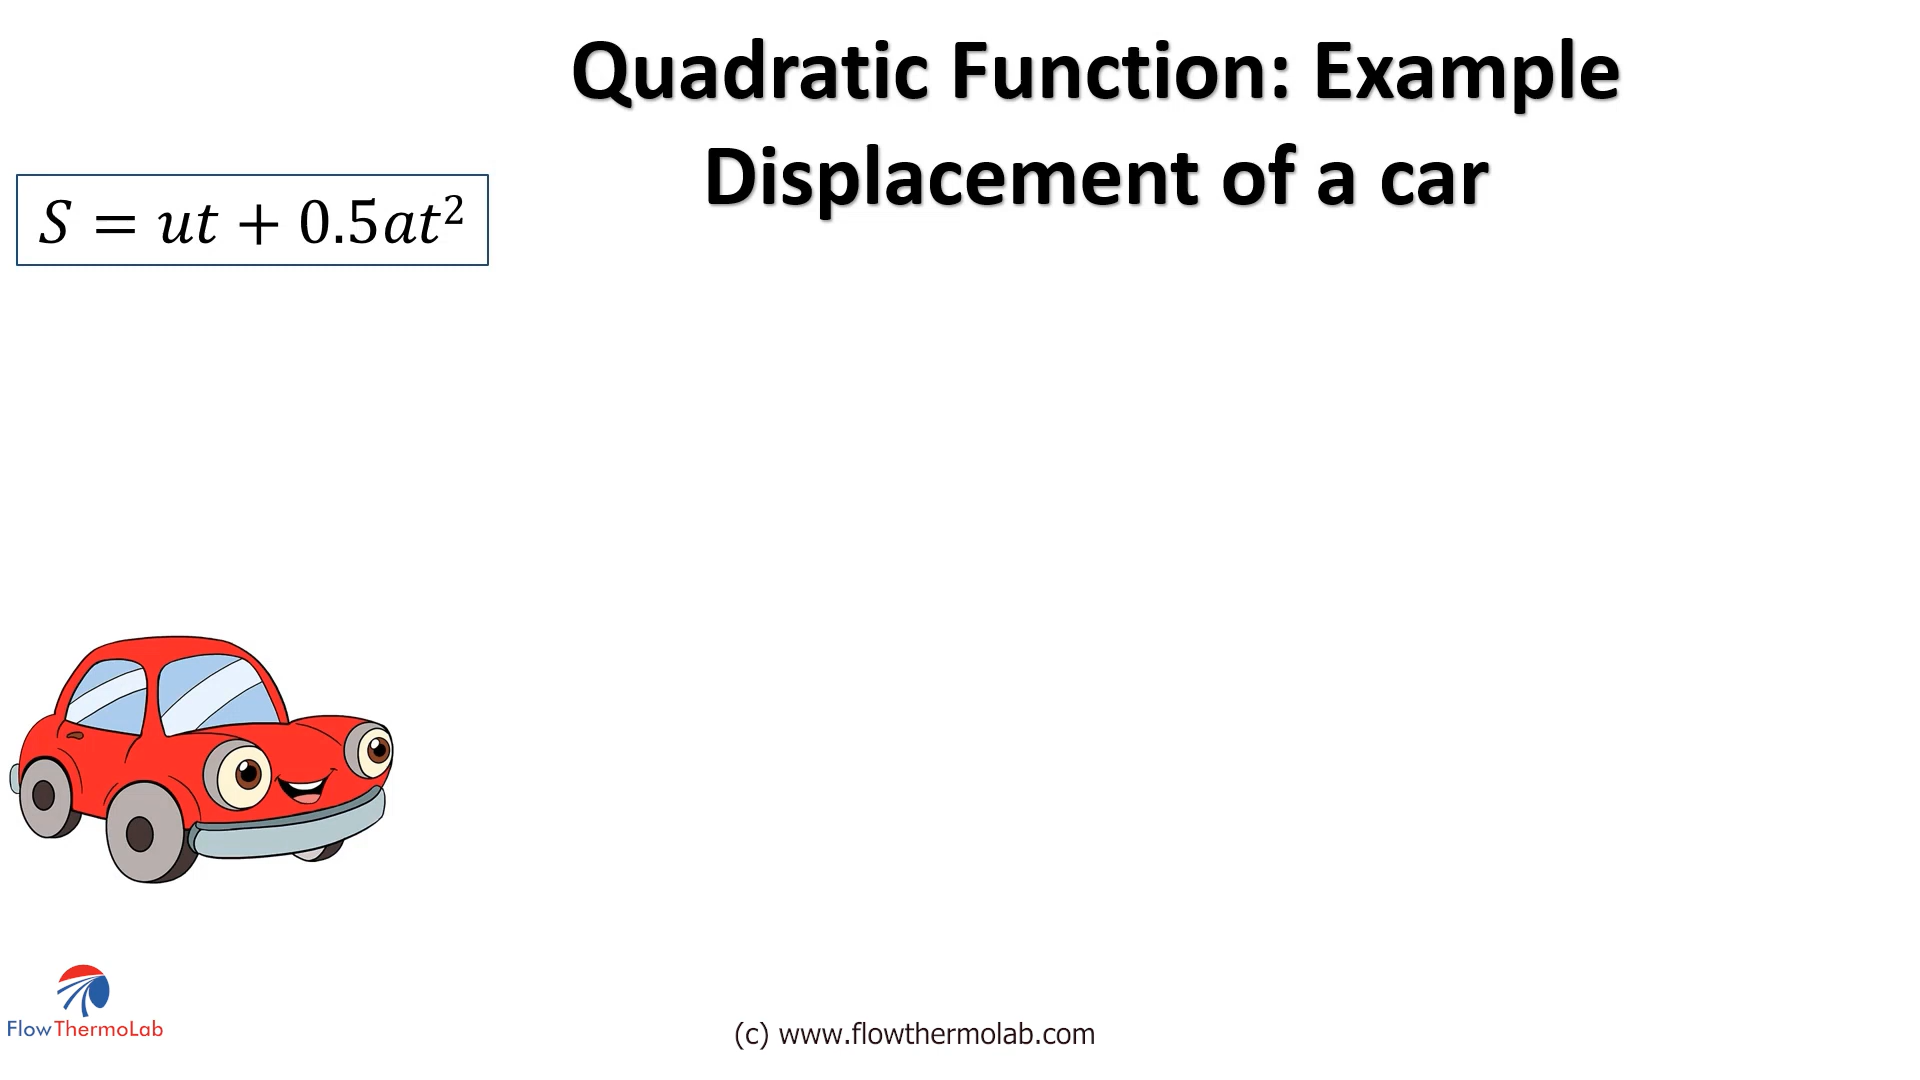 Quadratic Function: Example
Displacement of a car
S = ut + 0.5at²
FlowThermoLab
(c) www.flowthermolab.com